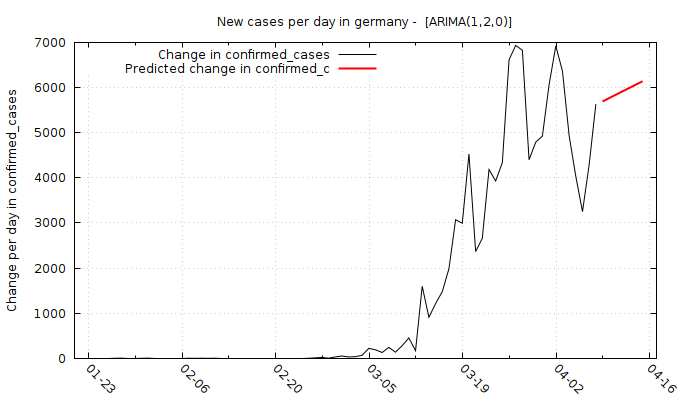 New cases per day in germany - [ARIMA(1,2,0)]
Change in confirmed_cases
Predicted change in confirmed_c
Change per day in confirmed_cases
7000
6000
5000
4000
3000
2000
1000
0
01-23 02-06 02-20 03-05 03-19 04-02 04-16